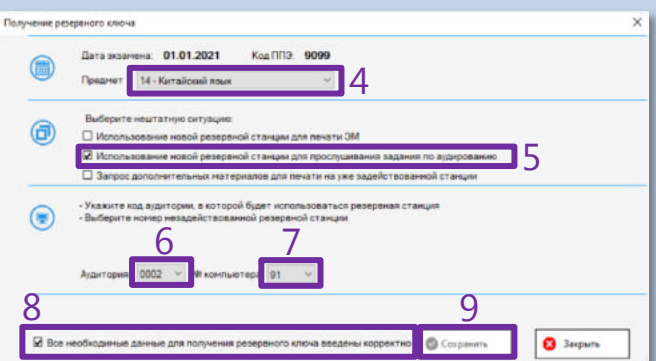 Получение резервного ключа
Дата экзамена: 01.01.2021 Код ППЭ: 9099
Предмет 14 - Китайский язык 4
Выберите нештатную ситуацию:
Использование новой резервной станции для печати ЭМ
Использование новой резервной станции для прослушивания задания по аудированию 5
Запрос дополнительных материалов для печати на уже задействованной станции
- Укажите код аудитории, в которой будет использоваться резервная станция
- Выберите номер незадействованной резервной станции
6 7
Аудитория 0002 № компьютера 91
8 9
Все необходимые данные для получения резервного ключа введены корректно Сохранить Закрыть